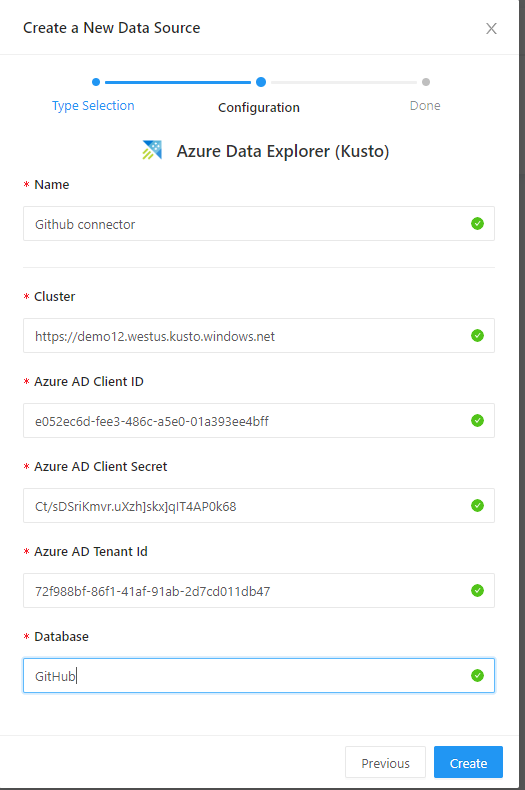 Create a New Data Source
Type Selection
Configuration
Done
Azure Data Explorer (Kusto)
* Name
Github connector
* Cluster
https://demo12.westus.kusto.windows.net
* Azure AD Client ID
e052ec6d-fee3-486c-a5e0-01a393ee4bff
* Azure AD Client Secret
Ct/sDSriKmvr.uXzh]skx]qIT4AP0k68
* Azure AD Tenant Id
72f988bf-86f1-41af-91ab-2d7cd011db47
* Database
GitHub
Previous
Create